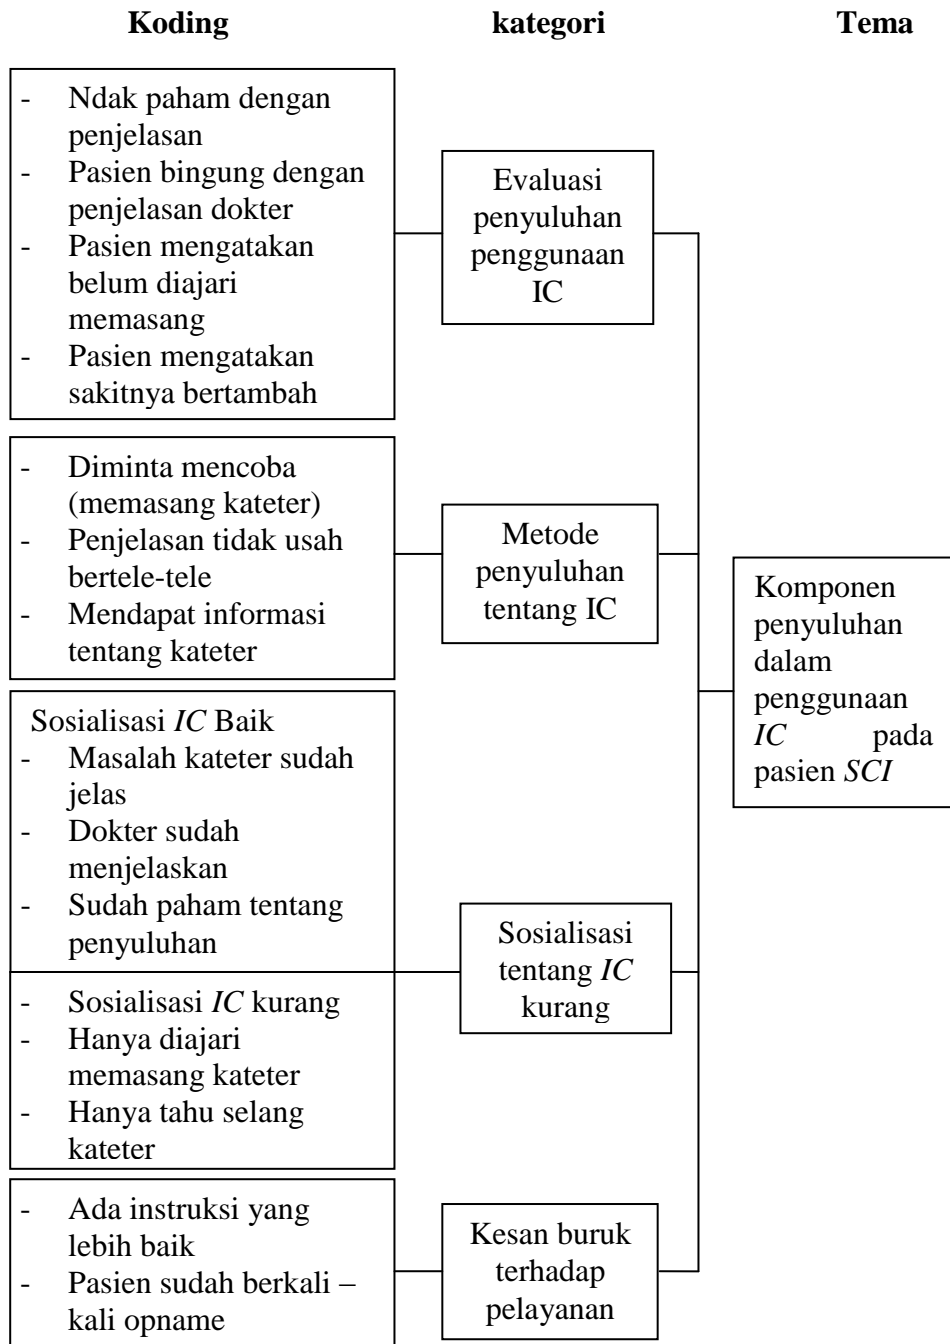 Koding kategori Tema
- Ndak paham dengan
penjelasan
- Pasien bingung dengan
penjelasan dokter
- Pasien mengatakan
belum diajari
memasang
- Pasien mengatakan
sakitnya bertambah
Evaluasi
penyuluhan
penggunaan
IC
- Diminta mencoba
(memasang kateter)
- Penjelasan tidak usah
bertele-tele
- Mendapat informasi
tentang kateter
Metode
penyuluhan
tentang IC
Sosialisasi IC Baik
- Masalah kateter sudah
jelas
- Dokter sudah
menjelaskan
- Sudah paham tentang
penyuluhan
- Sosialisasi IC kurang
- Hanya diajari
memasang kateter
- Hanya tahu selang
kateter
Sosialisasi
tentang IC
kurang
- Ada instruksi yang
lebih baik
- Pasien sudah berkali –
kali opname
Kesan buruk
terhadap
pelayanan
Komponen
penyuluhan
dalam
penggunaan
IC pada
pasien SCI